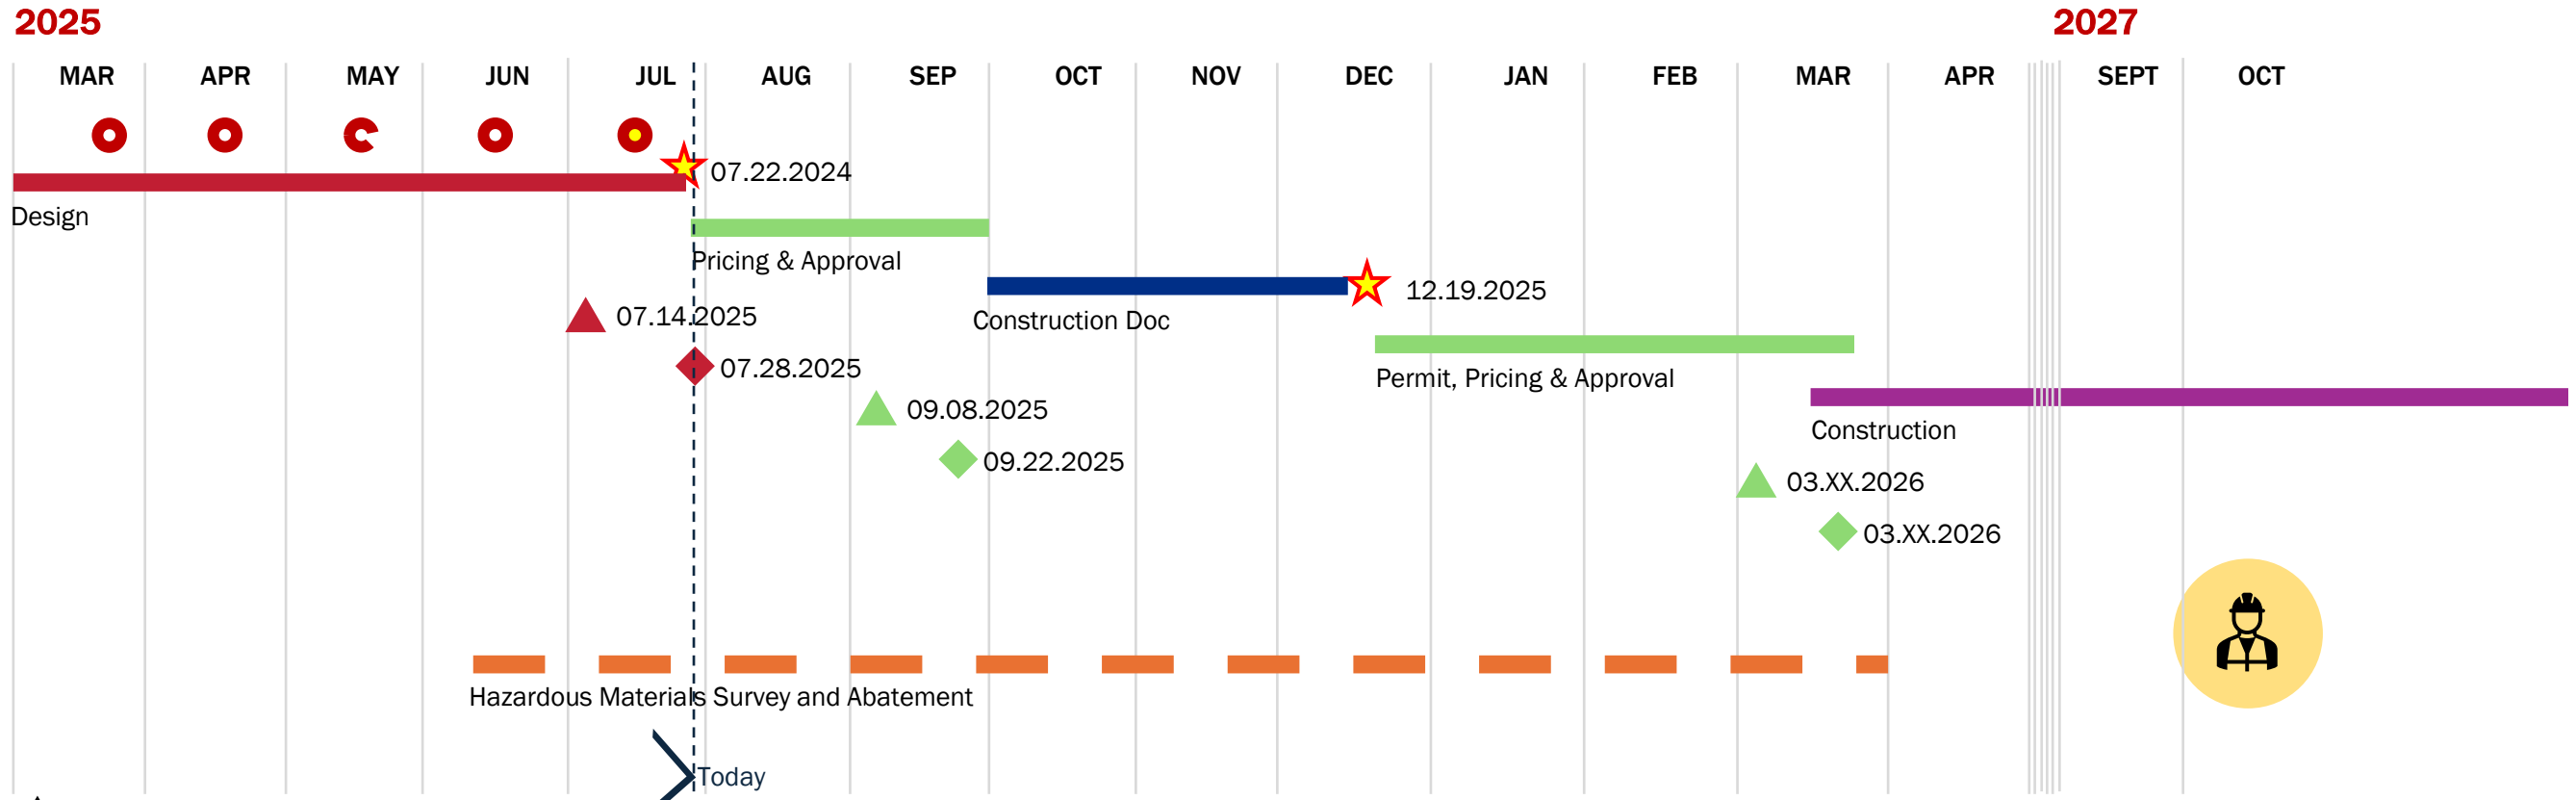 2025
2027
MAR APR MAY JUN JUL AUG SEP OCT NOV DEC JAN FEB MAR APR SEPT OCT
07.22.2024
Design
Pricing & Approval
12.19.2025
07.14.2025
Construction Doc
07.28.2025
Permit, Pricing & Approval
09.08.2025
Construction
09.22.2025
03.XX.2026
03.XX.2026
Hazardous Materials Survey and Abatement
Today